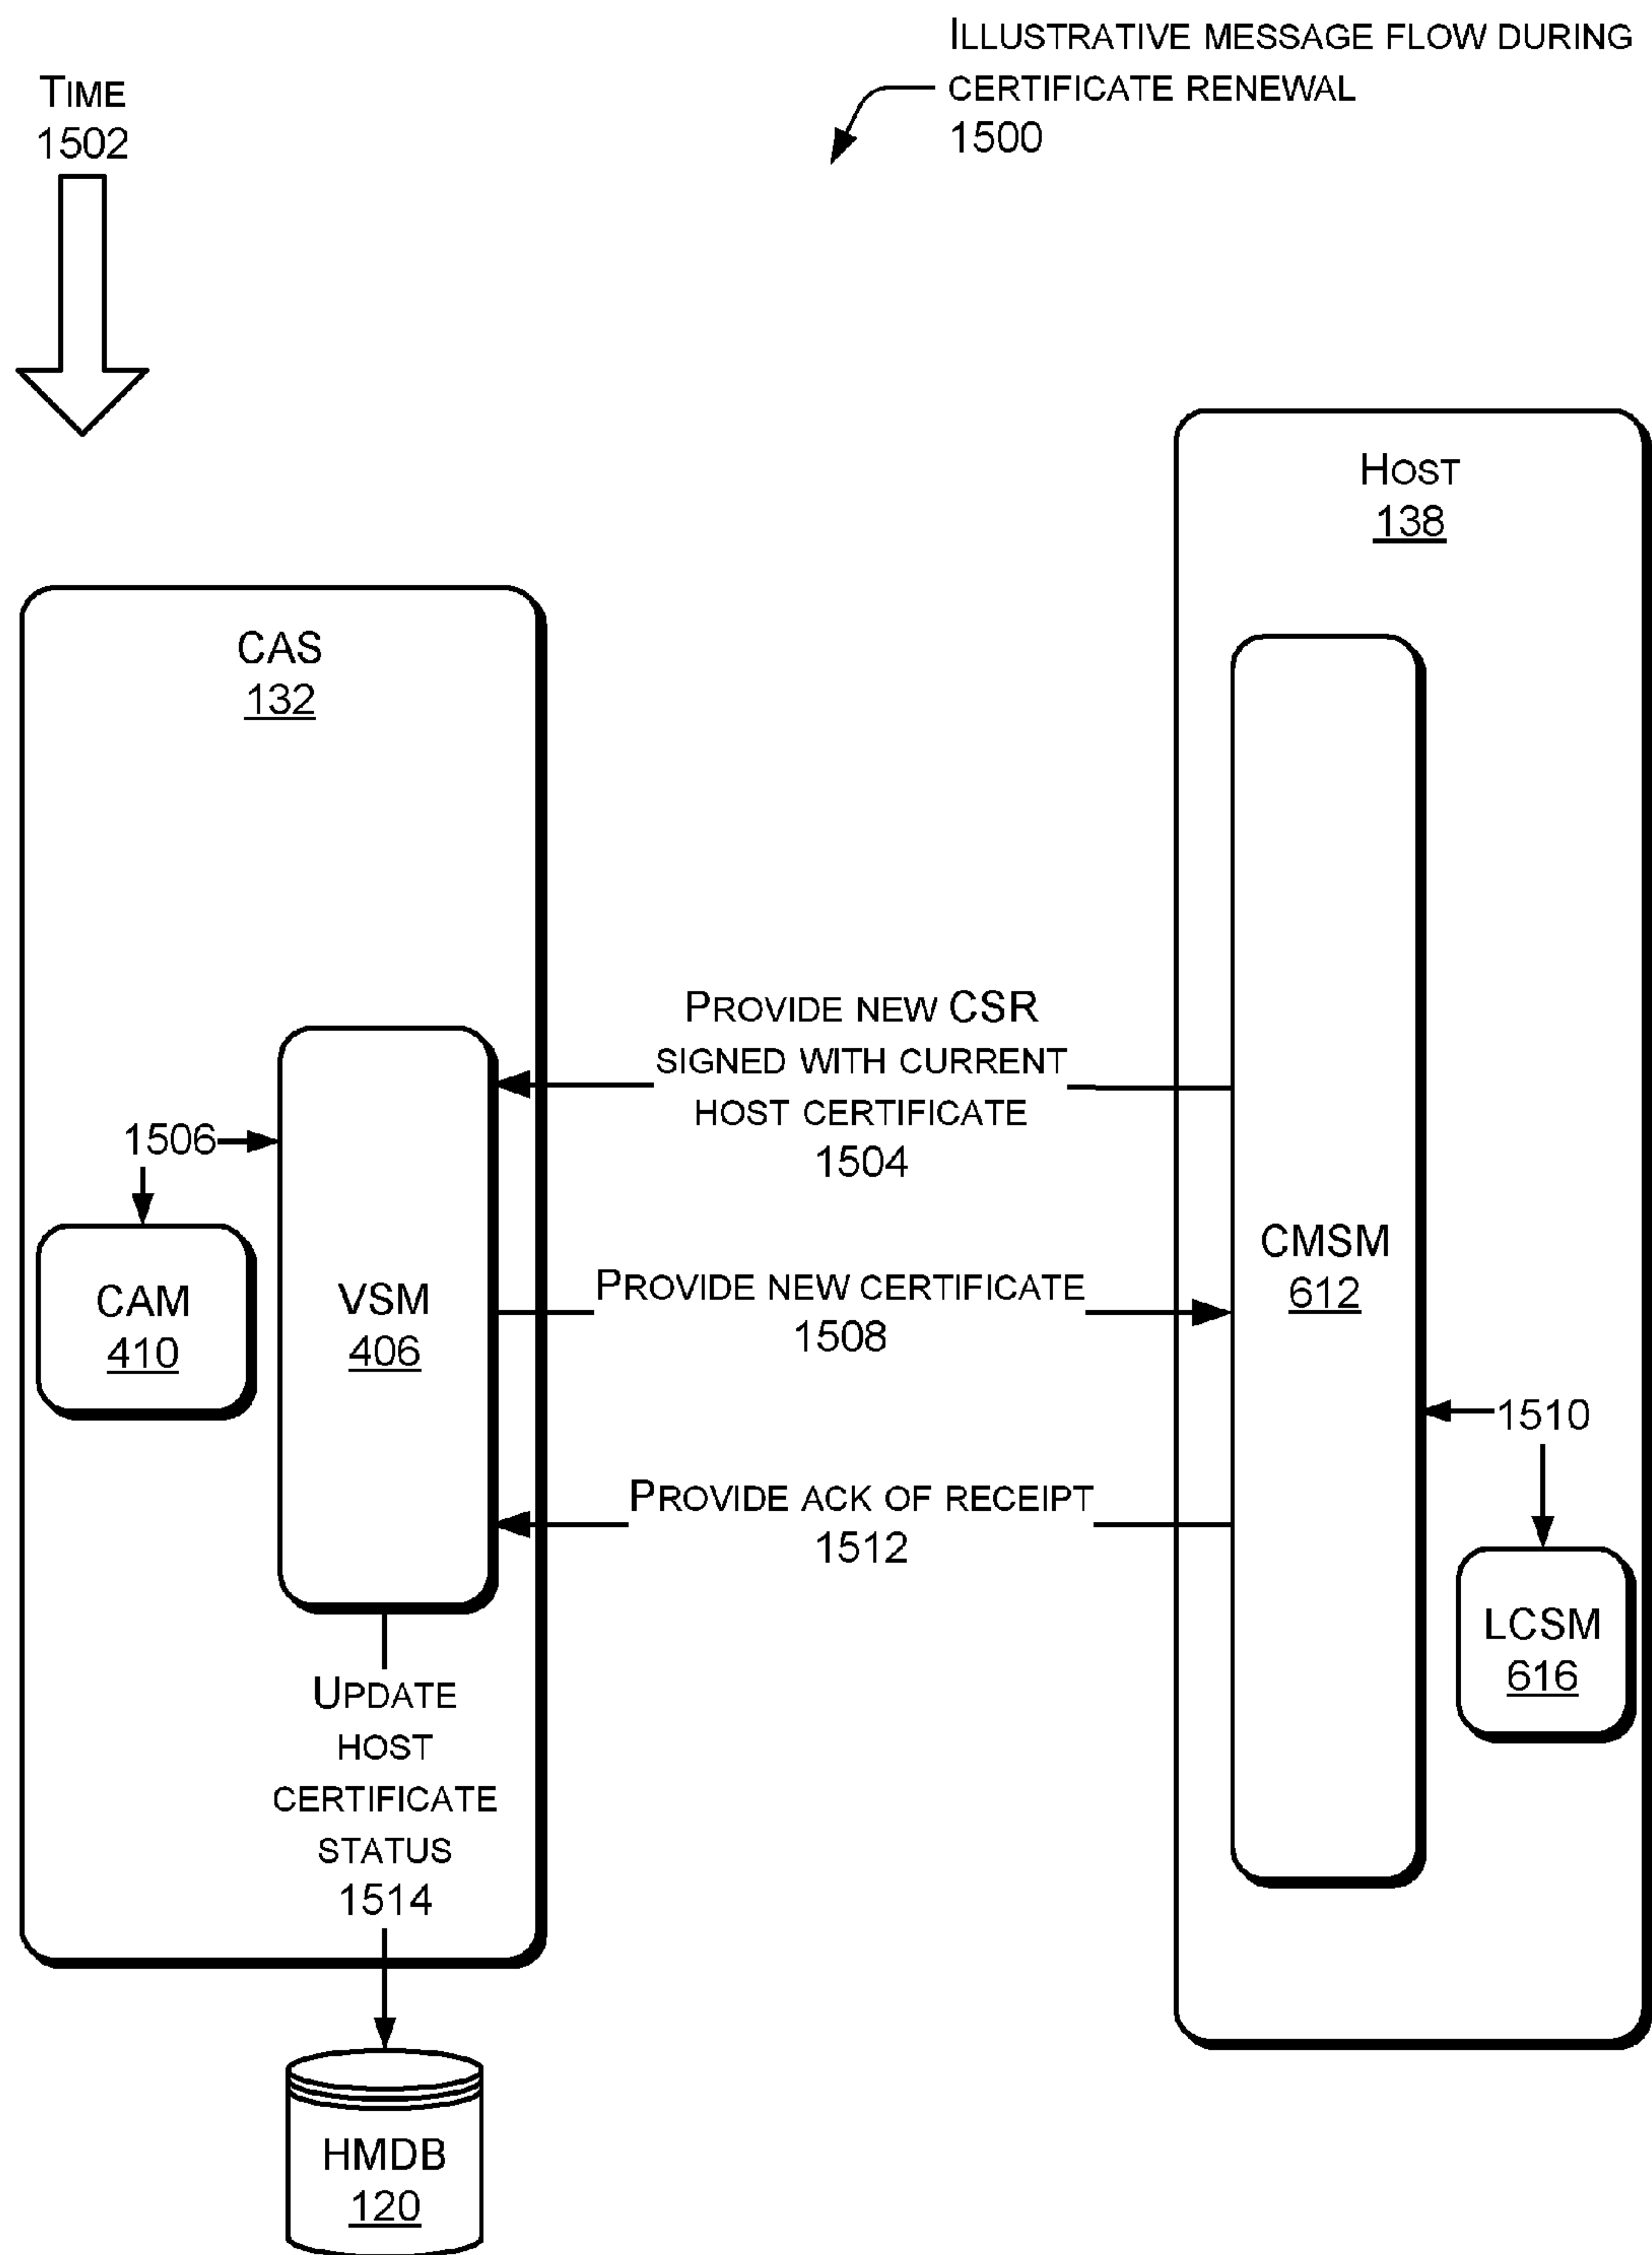 ILLUSTRATIVE MESSAGE FLOW DURING
CERTIFICATE RENEWAL
1500
TIME
1502
HOST
138
CAS
132
PROVIDE NEW CSR
SIGNED WITH CURRENT
HOST CERTIFICATE
1504
1506
CAM
410
VSM
406
CMSM
612
PROVIDE NEW CERTIFICATE
1508
1510
PROVIDE ACK OF RECEIPT
1512
LCSM
616
UPDATE
HOST
CERTIFICATE
STATUS
1514
HMDB
120